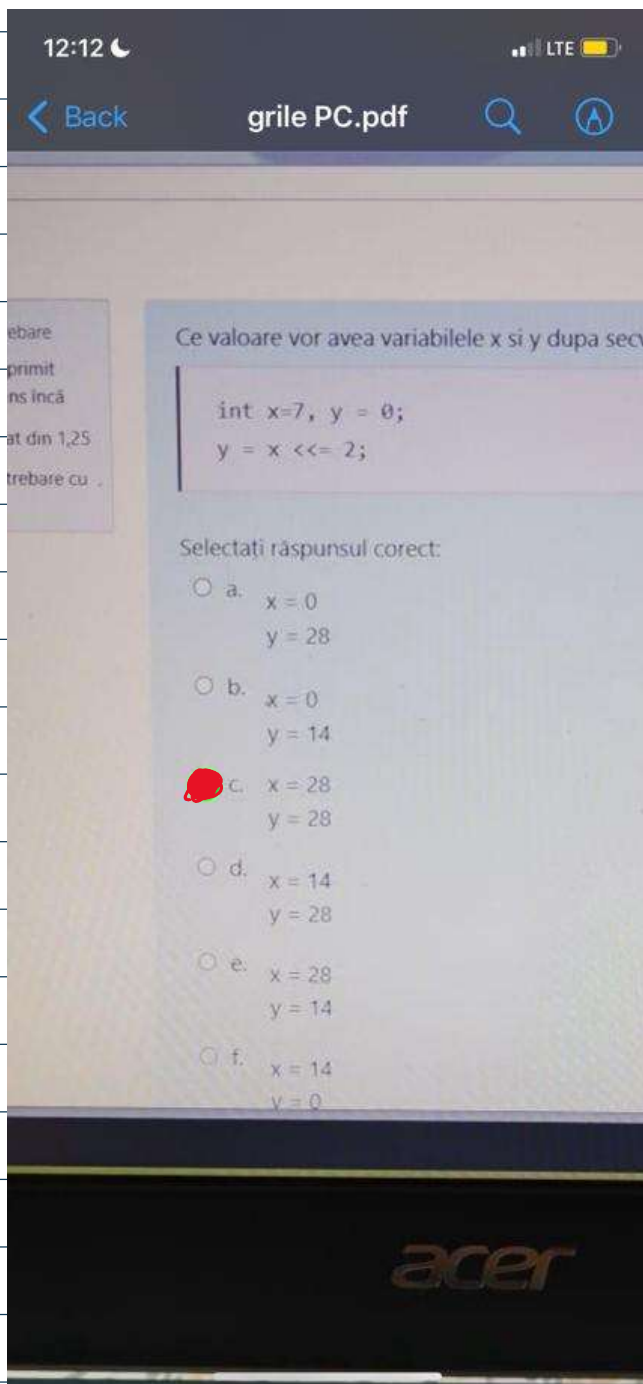 12:12
LTE
Back
grile PC.pdf
ebare
primit
ns încă
at din 1,25
trebare cu .
Ce valoare vor avea variabilele x si y dupa
int x=7, y = 0;
y = x <<= 2;
Selectați răspunsul corect:
a. x = 0
y = 28
b. x = 0
y = 14
c. x = 28
y = 28
d. x = 14
y = 28
e. x = 28
y = 14
f. x = 14
y = 0
acer